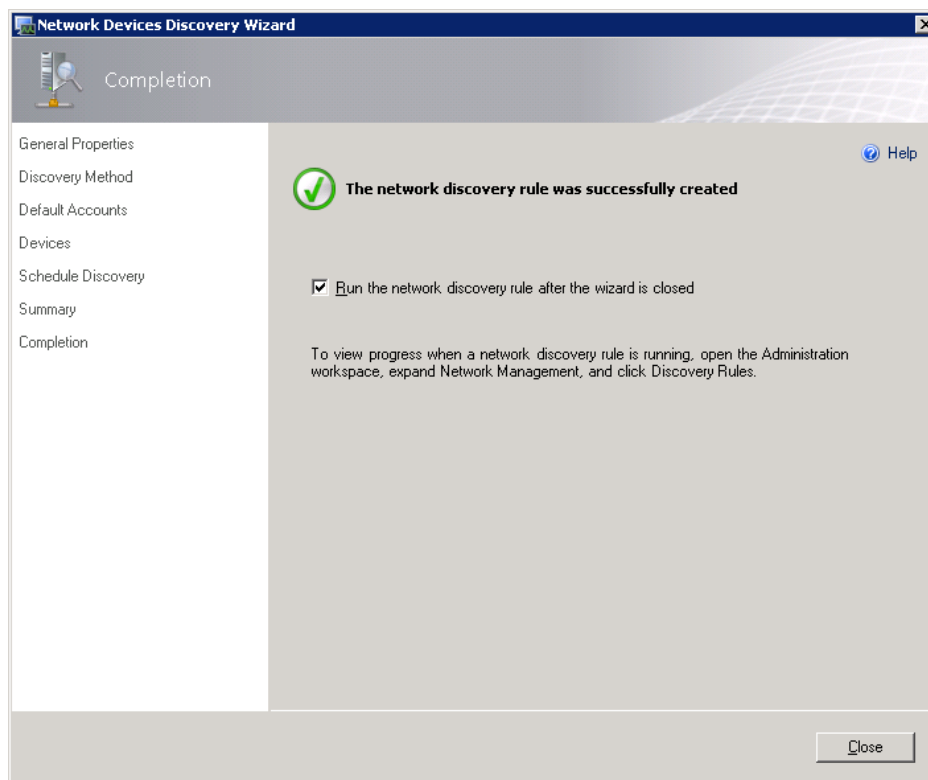 Network Devices Discovery Wizard
Completion
General Properties
Discovery Method
Default Accounts
Devices
Schedule Discovery
Summary
Completion
Help
The network discovery rule was successfully created
Run the network discovery rule after the wizard is closed
To view progress when a network discovery rule is running, open the Administration
workspace, expand Network Management, and click Discovery Rules.
Close